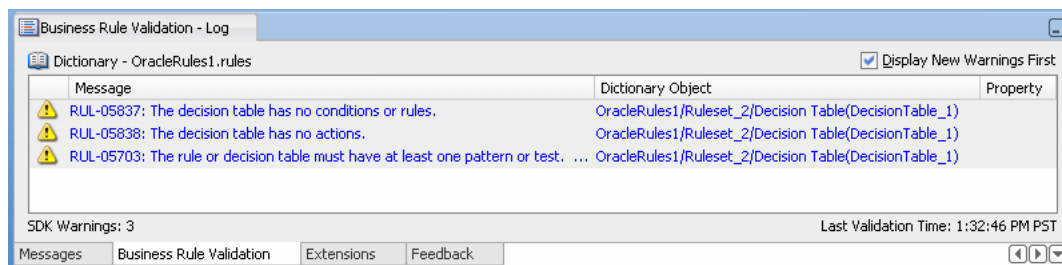 Business Rule Validation - Log
Dictionary - OracleRules1.rules
Display New Warnings First
Message Dictionary Object Property
RUL-05837: The decision table has no conditions or rules. OracleRules1/Ruleset_2/Decision Table(DecisionTable_1)
RUL-05838: The decision table has no actions. OracleRules1/Ruleset_2/Decision Table(DecisionTable_1)
RUL-05703: The rule or decision table must have at least one pattern or test. ... OracleRules1/Ruleset_2/Decision Table(DecisionTable_1)
SDK Warnings: 3 Last Validation Time: 1:32:46 PM PST
Messages Business Rule Validation Extensions Feedback